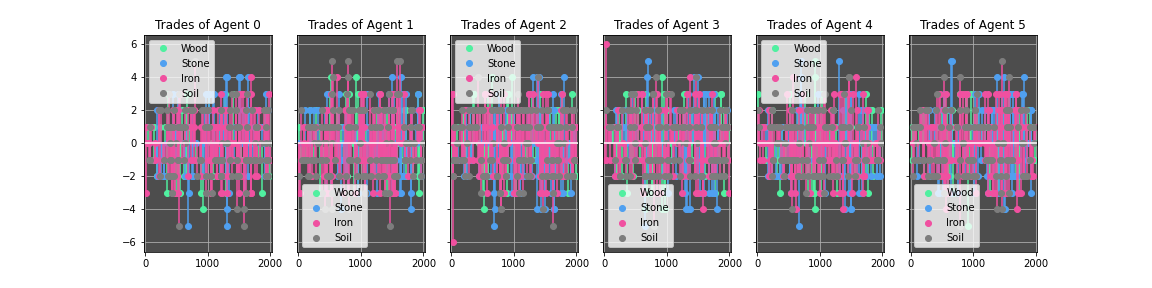 Trades of Agent 0
Trades of Agent 1
Trades of Agent 2
Trades of Agent 3
Trades of Agent 4
Trades of Agent 5
6
4
2
0
−2
−4
−6
Wood
Stone
Iron
Soil
Wood
Stone
Iron
Soil
Wood
Stone
Iron
Soil
Wood
Stone
Iron
Soil
Wood
Stone
Iron
Soil
Wood
Stone
Iron
Soil
0 1000 2000
0 1000 2000
0 1000 2000
0 1000 2000
0 1000 2000
0 1000 2000